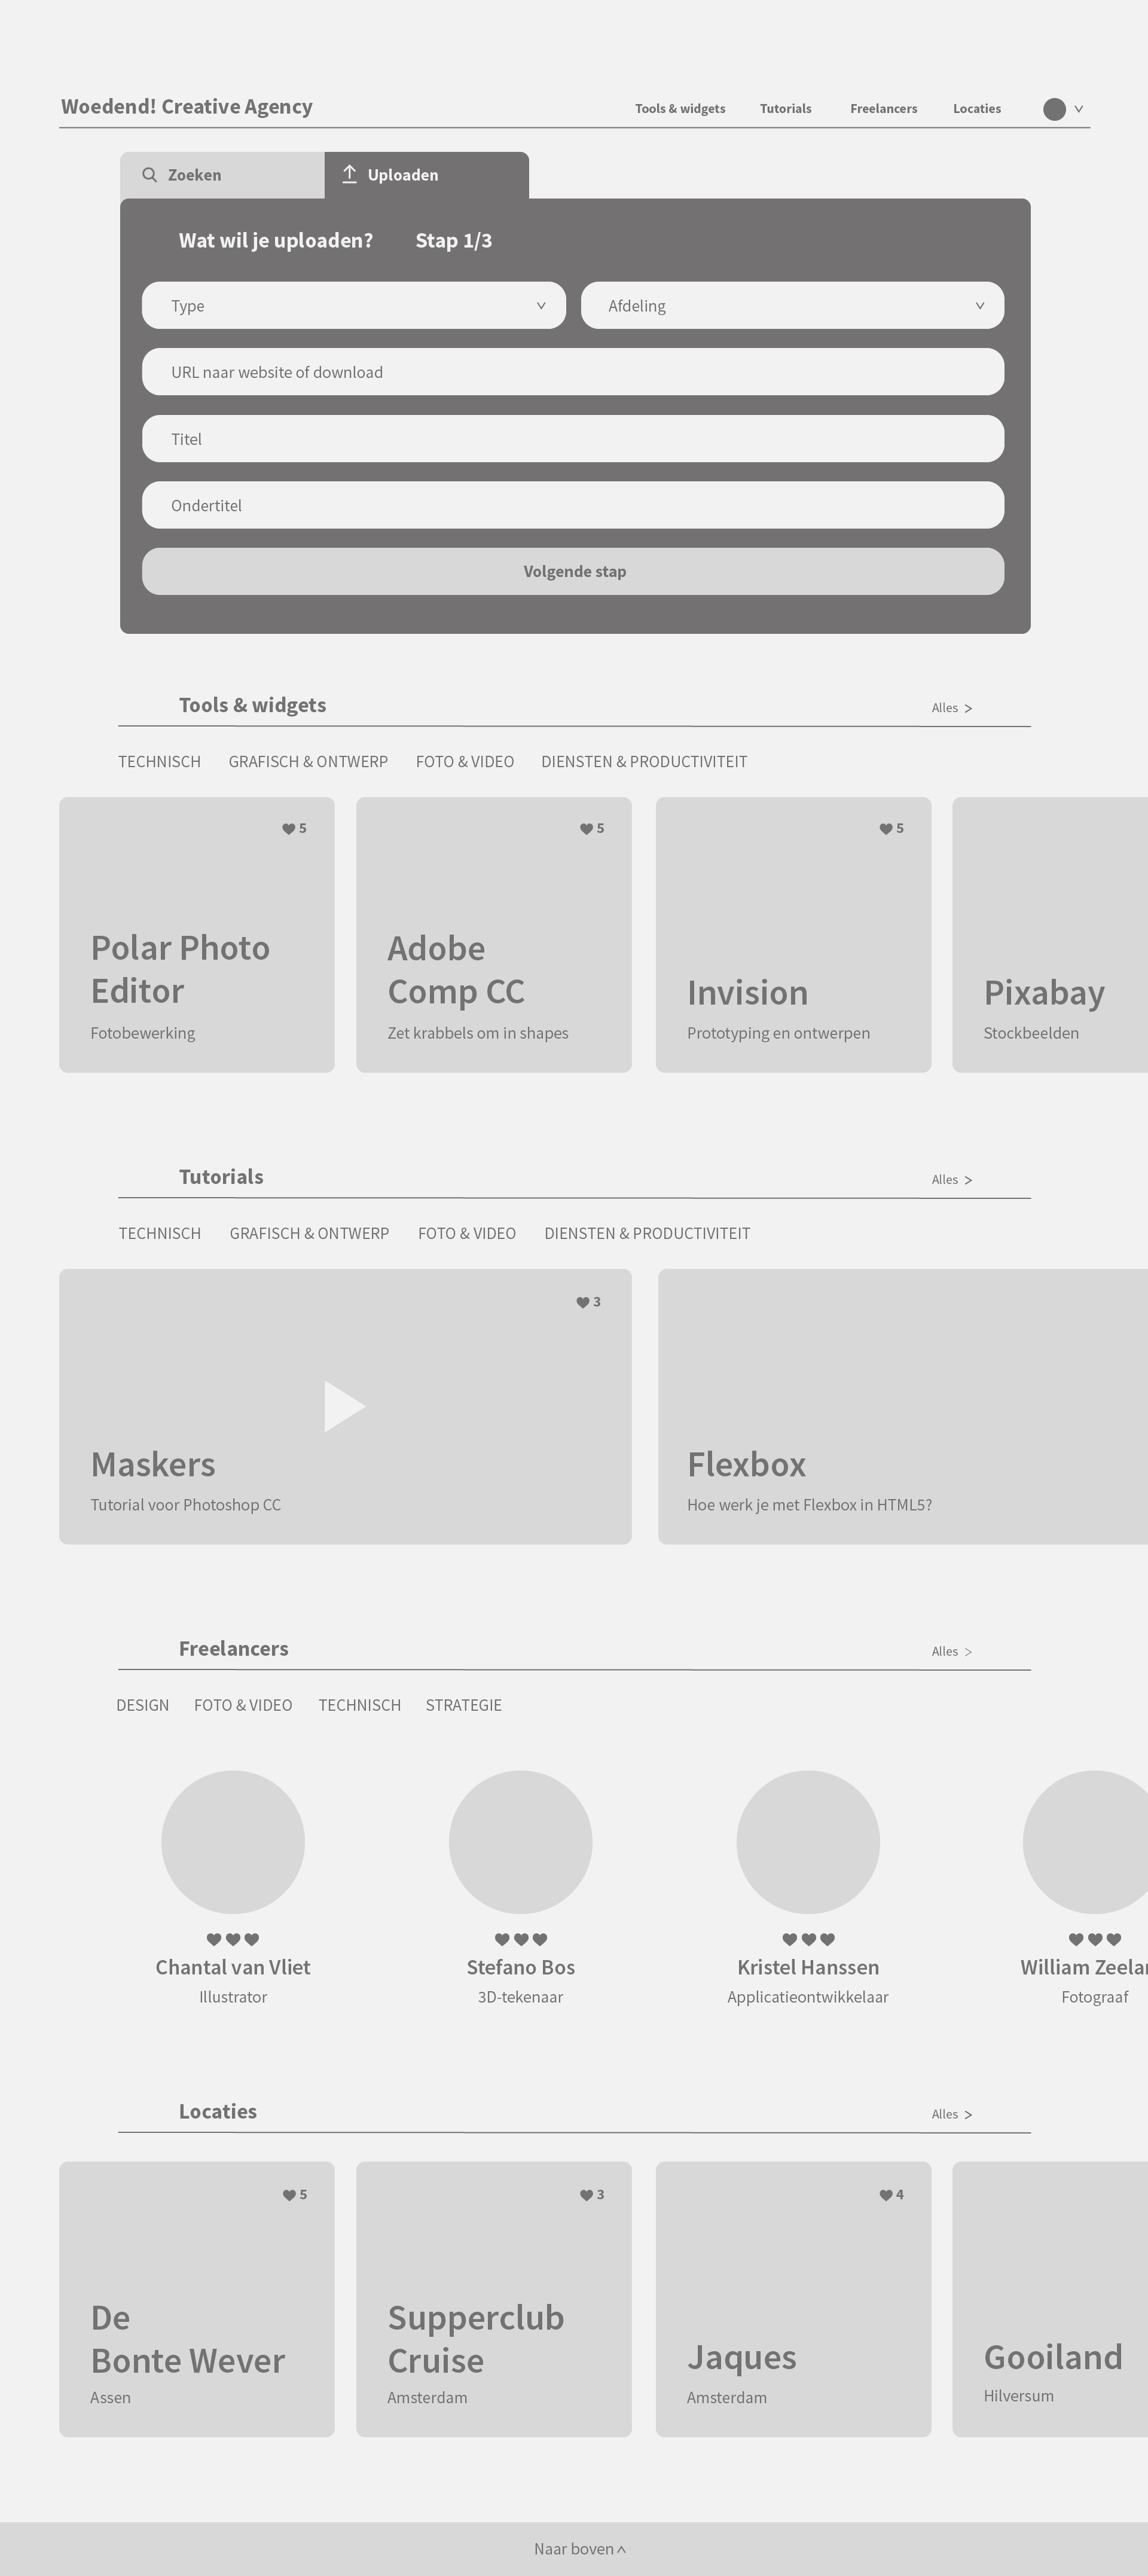 Woedend! Creative Agency
Tools & widgets
Tutorials
Freelancers
Locaties
Zoeken
Uploaden
Wat wil je uploaden?
Stap 1/3
Type
Afdeling
URL naar website of download
Titel
Ondertitel
Volgende stap
Tools & widgets
Alles >
TECHNISCH
GRAFISCH & ONTWERP
FOTO & VIDEO
DIENSTEN & PRODUCTIVITEIT
5
Polar Photo
Editor
Fotobewerking
5
Adobe
Comp CC
Zet krabbels om in shapes
5
Invision
Prototyping en ontwerpen
Pixabay
Stockbeelden
Tutorials
Alles >
TECHNISCH
GRAFISCH & ONTWERP
FOTO & VIDEO
DIENSTEN & PRODUCTIVITEIT
3
Maskers
Tutorial voor Photoshop CC
Flexbox
Hoe werk je met Flexbox in HTML5?
Freelancers
Alles >
DESIGN
FOTO & VIDEO
TECHNISCH
STRATEGIE
Chantal van Vliet
Illustrator
Stefano Bos
3D-tekenaar
Kristel Hanssen
Applicatieontwikkelaar
William
Fotograaf
Locaties
Alles >
5
De
Bonte Wever
Assen
3
Supperclub
Cruise
Amsterdam
4
Jaques
Amsterdam
Gooiland
Hilversum
Naar boven